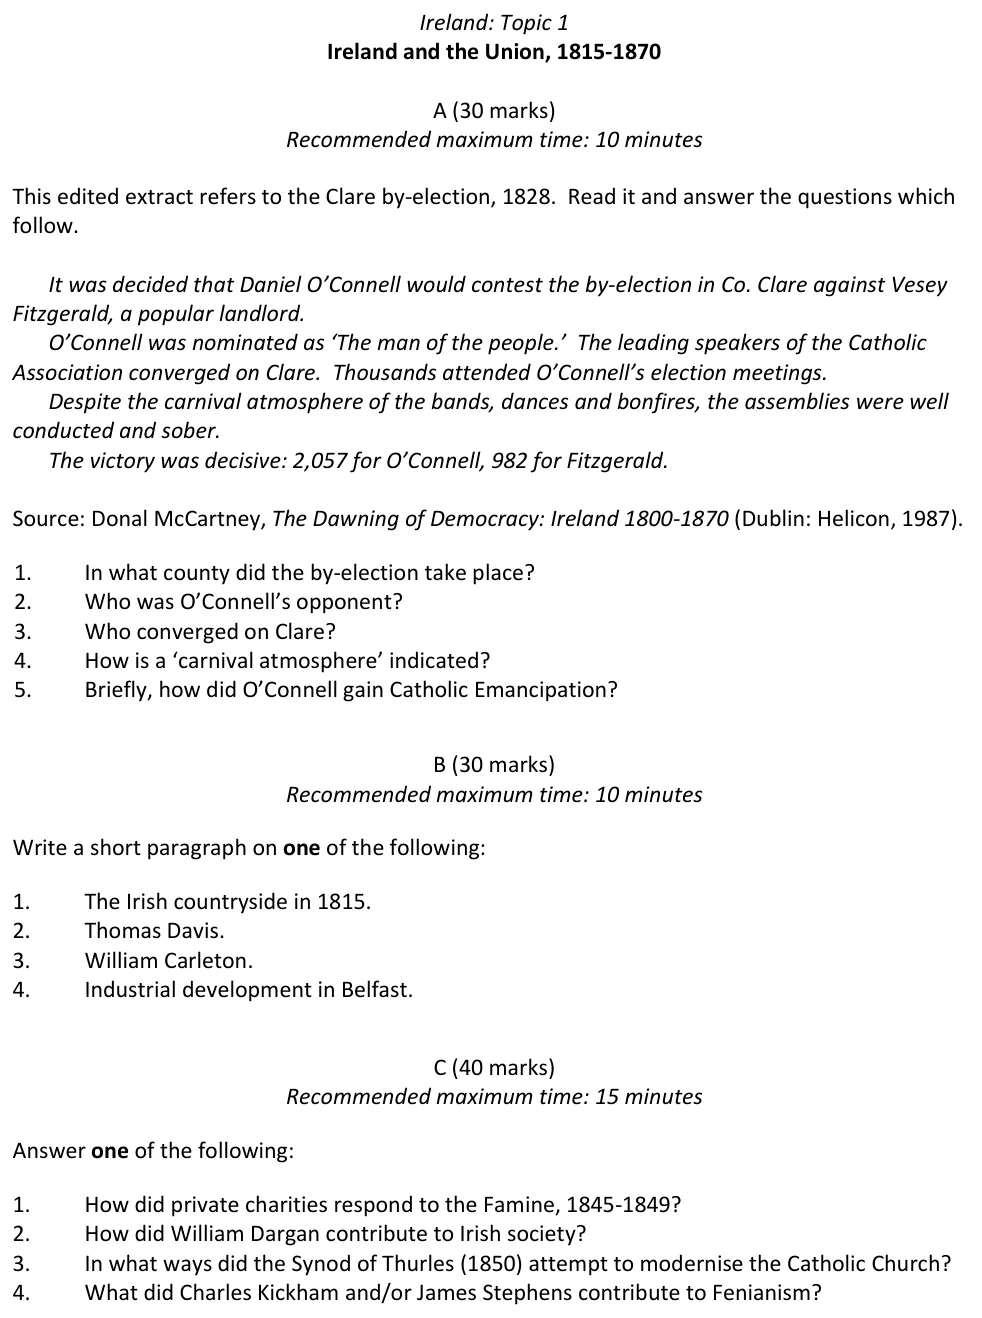 Ireland: Topic 1
Ireland and the Union, 1815-1870
A (30 marks)
Recommended maximum time: 10 minutes
This edited extract refers to the Clare by-election, 1828.  Read it and answer the questions which
follow.
It was decided that Daniel O’Connell would contest the by-election in Co. Clare against Vesey
Fitzgerald, a popular landlord.
O’Connell was nominated as ‘The man of the people.’  The leading speakers of the Catholic
Association converged on Clare.  Thousands attended O’Connell’s election meetings.
Despite the carnival atmosphere of the bands, dances and bonfires, the assemblies were well
conducted and sober.
The victory was decisive: 2,057 for O’Connell, 982 for Fitzgerald.
Source: Donal McCartney, The Dawning of Democracy: Ireland 1800-1870 (Dublin: Helicon, 1987).
1. In what county did the by-election take place?
2. Who was O’Connell’s opponent?
3. Who converged on Clare?
4. How is a ‘carnival atmosphere’ indicated?
5. Briefly, how did O’Connell gain Catholic Emancipation?
B (30 marks)
Recommended maximum time: 10 minutes
Write a short paragraph on one of the following:
1. The Irish countryside in 1815.
2. Thomas Davis.
3. William Carleton.
4. Industrial development in Belfast.
C (40 marks)
Recommended maximum time: 15 minutes
Answer one of the following:
1. How did private charities respond to the Famine, 1845-1849?
2. How did William Dargan contribute to Irish society?
3. In what ways did the Synod of Thurles (1850) attempt to modernise the Catholic Church?
4. What did Charles Kickham and/or James Stephens contribute to Fenianism?